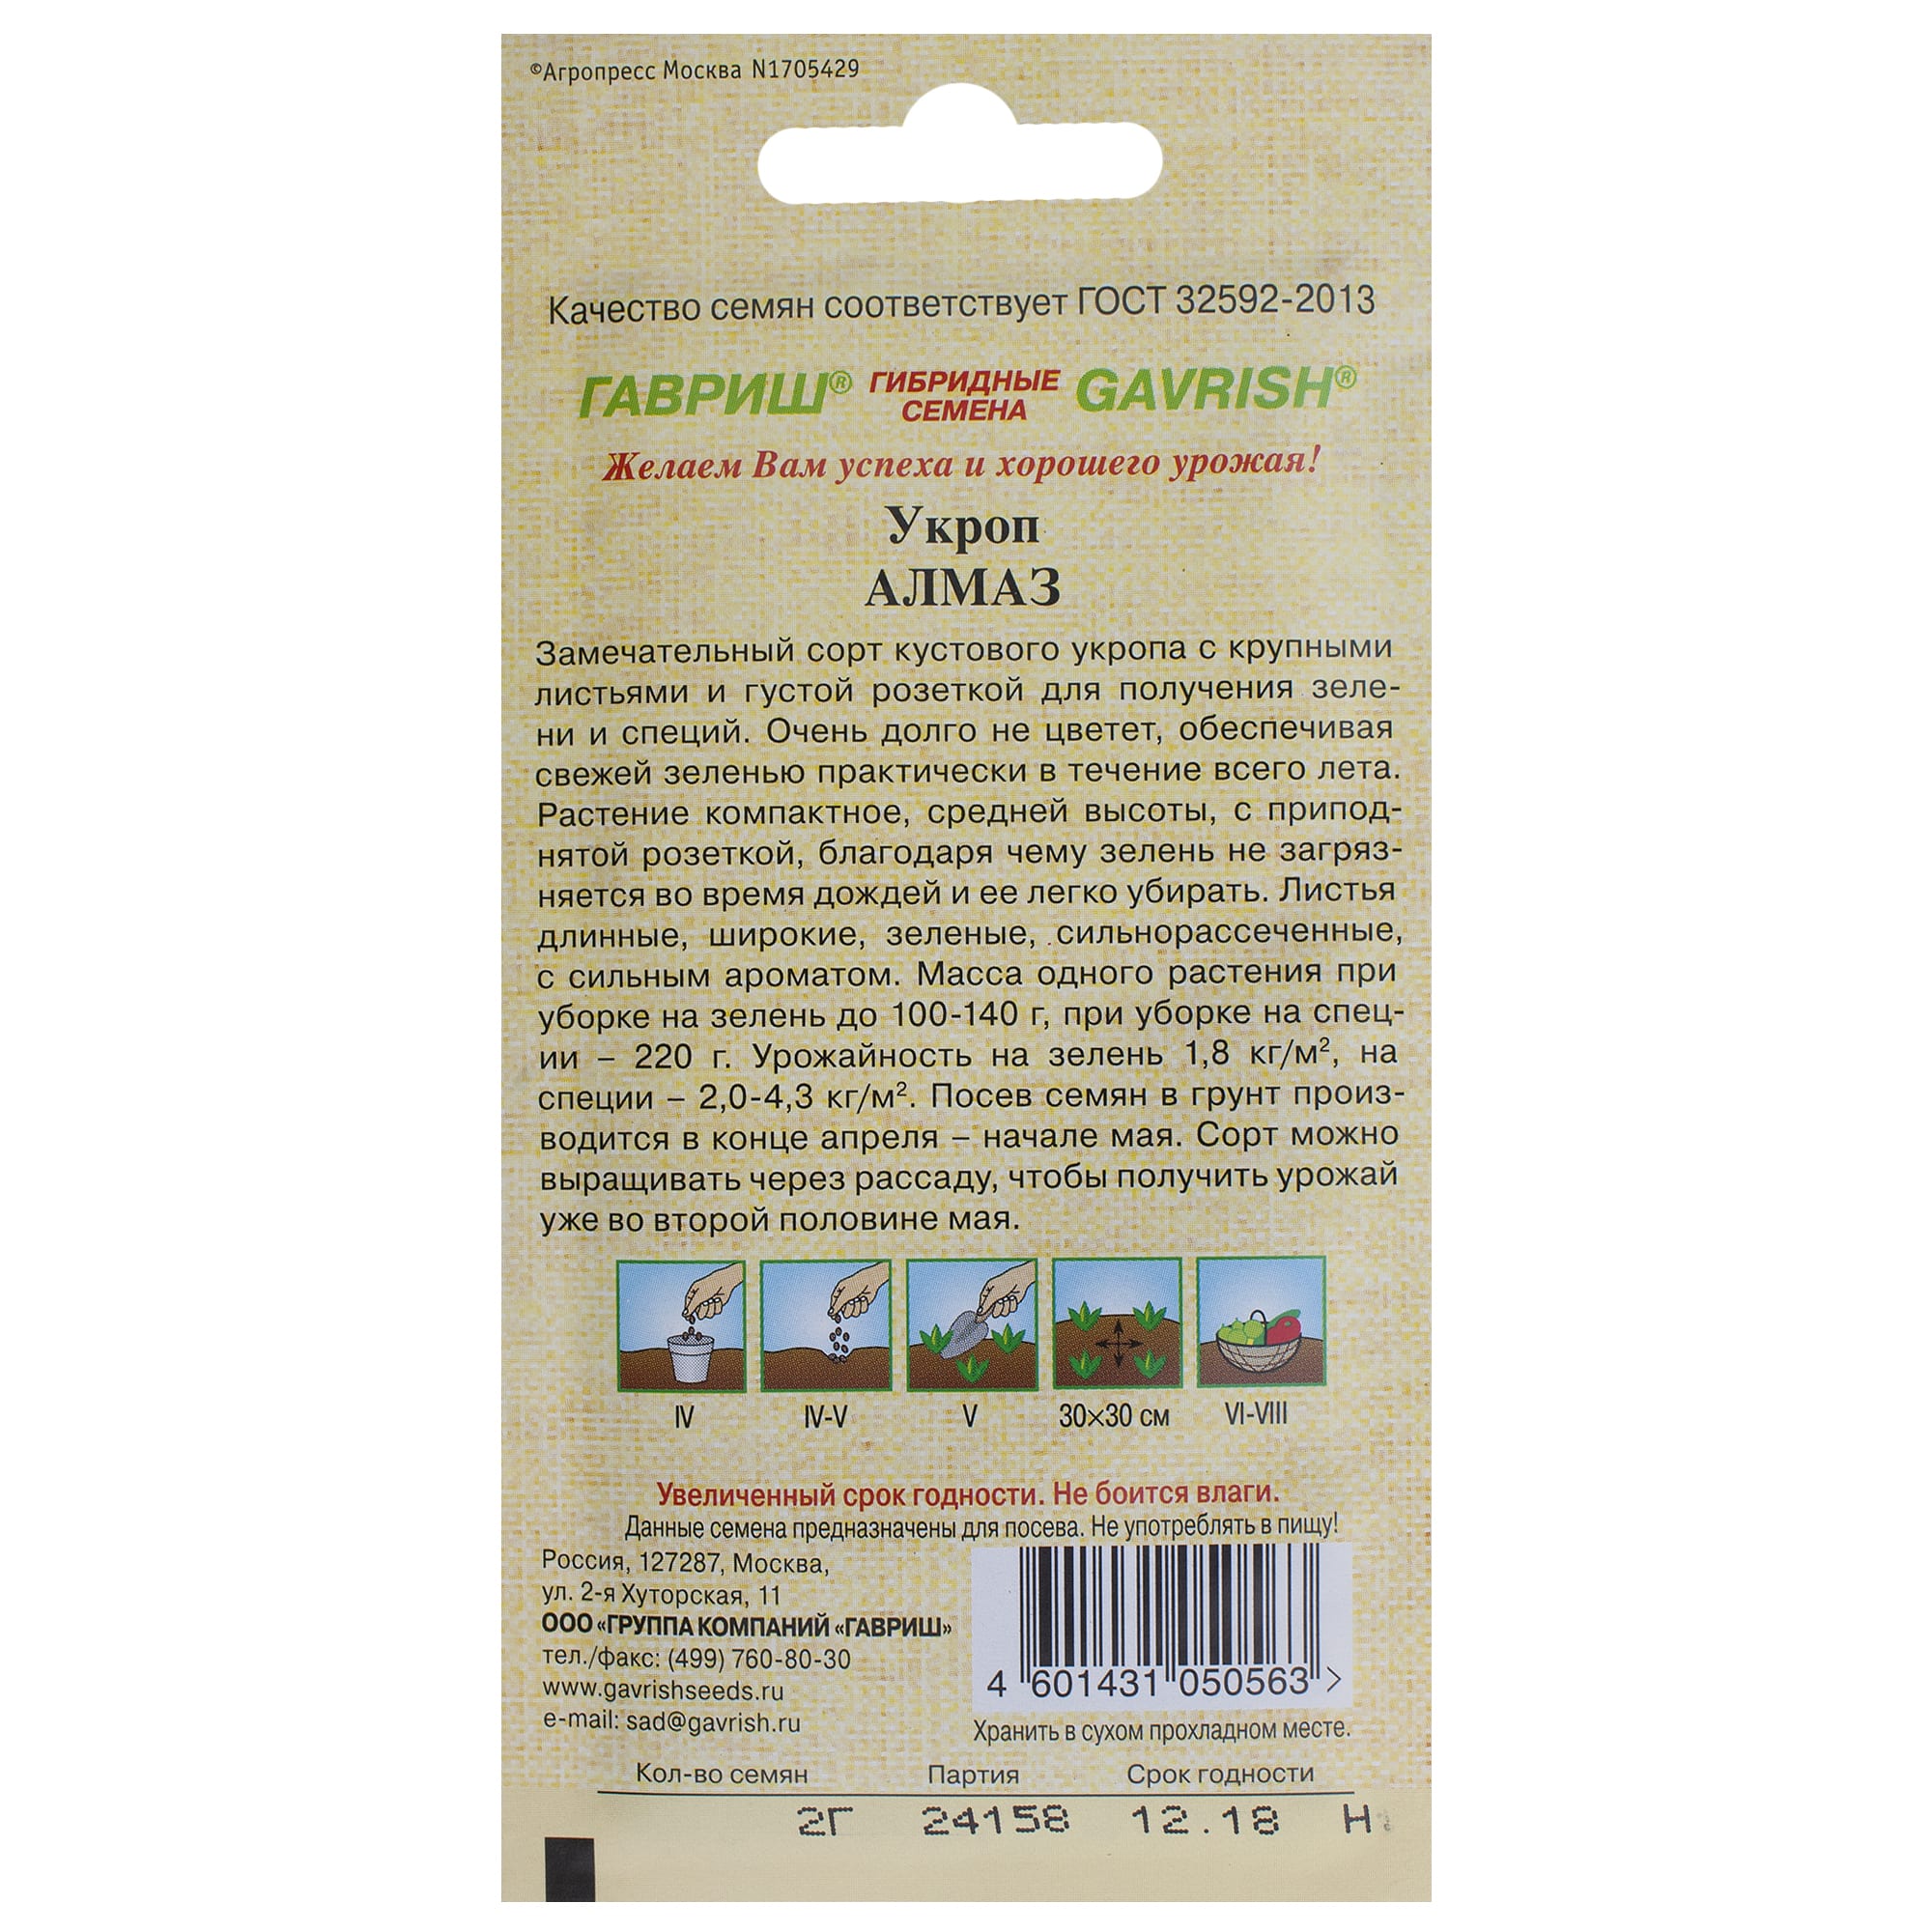 ©Агропресс Москва N1705429
Качество семян соответствует ГОСТ 32592-2013
ГАВРИШ® ГИБРИДНЫЕ СЕМЕНА GAVRISH®
Желаем Вам успеха и хорошего урожая!
Укроп
АЛМАЗ
Замечательный сорт кустового укропа с крупными
листьями и густой розеткой для получения зеле-
ни и специй. Очень долго не цветет, обеспечивая
свежей зеленью практически в течение всего лета.
Растение компактное, средней высоты, с припод-
нятой розеткой, благодаря чему зелень не загряз-
няется во время дождей и ее легко убирать. Листья
длинные, широкие, зеленые, сильнорассеченные,
с сильным ароматом. Масса одного растения при
уборке на зелень до 100-140 г, при уборке на спец-
ии – 220 г. Урожайность на зелень 1,8 кг/м², на
специи – 2,0-4,3 кг/м². Посев семян в грунт произ-
водится в конце апреля – начале мая. Сорт можно
выращивать через рассаду, чтобы получить урожай
уже во второй половине мая.
IV IV-V V 30×30 см VI-VIII
Увеличенный срок годности. Не боится влаги.
Данные семена предназначены для посева. Не употреблять в пищу!
Россия, 127287, Москва,
ул. 2-я Хуторская, 11
ООО «ГРУППА КОМПАНИЙ «ГАВРИШ»
тел./факс: (499) 760-80-30
www.gavrishseeds.ru
e-mail: sad@gavrish.ru
4 601431 050563 >
Хранить в сухом прохладном месте.
Кол-во семян Партия Срок годности
2Г 24158 12.18 Н